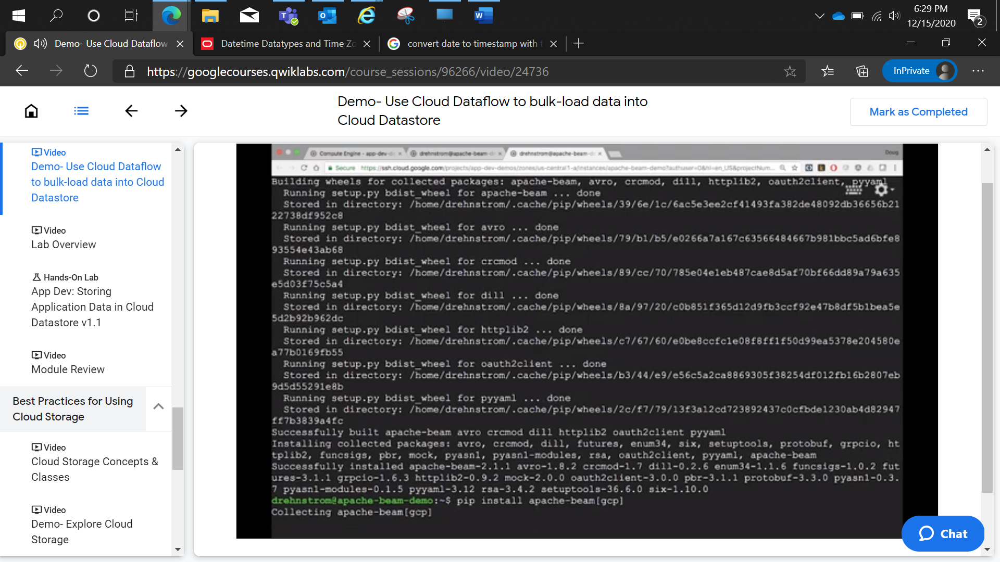 6:29 PM
12/15/2020
2
Demo- Use Cloud Dataflow
Datetime Datatypes and Time Zo
convert date to timestamp with t
https://googlecourses.qwiklabs.com/course_sessions/96266/video/24736
InPrivate
Demo- Use Cloud Dataflow to bulk-load data into
Cloud Datastore
Mark as Completed
Video
Demo- Use Cloud Dataflow
to bulk-load data into Cloud
Datastore
Video
Lab Overview
Hands-On Lab
App Dev: Storing
Application Data in Cloud
Datastore v1.1
Video
Module Review
Best Practices for Using
Cloud Storage
Video
Cloud Storage Concepts &
Classes
Video
Demo- Explore Cloud
Storage
Compute Engine - app-dev-d
drehnstrom@apache-beam-d
drehnstrom@apache-beam-d
Doug
Secure https://ssh.cloud.google.com/projects/app-dev-demos/zones/us-central1-a/instances/apache-beam-demo?authuser=0&hl=en_US&projectNum...
Building wheels for collected packages: apache-beam, avro, crcmod, dill, httplib2, oauth2client, pyyaml
Running setup.py bdist_wheel for apache-beam ... done
Stored in directory: /home/drehnstrom/.cache/pip/wheels/39/6e/1c/6ac5e3ee2cf41493fa382de48092db36656b21
22738df952c8
Running setup.py bdist_wheel for avro ... done
Stored in directory: /home/drehnstrom/.cache/pip/wheels/79/b1/b5/e0266a7a167c63566484667b981bbc5ad6bfe8
93554e43ab68
Running setup.py bdist_wheel for crcmod ... done
Stored in directory: /home/drehnstrom/.cache/pip/wheels/89/cc/70/785e04e1eb487cae8d5af70bf66dd89a79a635
e5d03f75c5a4
Running setup.py bdist_wheel for dill ... done
Stored in directory: /home/drehnstrom/.cache/pip/wheels/8a/97/20/c0b851f365d12d9fb3ccf92e47b8df5b1bea5e
5d2b92b962dc
Running setup.py bdist_wheel for httplib2 ... done
Stored in directory: /home/drehnstrom/.cache/pip/wheels/c7/67/60/e0be8ccfc1e08f8ff1f50d99ea5378e204580e
a77b0169fb55
Running setup.py bdist_wheel for oauth2client ... done
Stored in directory: /home/drehnstrom/.cache/pip/wheels/b3/44/e9/e56c5a2ca8869305f38254df012fb16b2807eb
9d5d55291e8b
Running setup.py bdist_wheel for pyyaml ... done
Stored in directory: /home/drehnstrom/.cache/pip/wheels/2c/f7/79/13f3a12cd723892437c0cfbde1230ab4d82947
ff7b3839a4fc
Successfully built apache-beam avro crcmod dill httplib2 oauth2client pyyaml
Installing collected packages: avro, crcmod, dill, futures, enum34, six, setuptools, protobuf, grpcio, ht
tplib2, funcsigs, pbr, mock, pyasn1, pyasn1-modules, rsa, oauth2client, pyyaml, apache-beam
Successfully installed apache-beam-2.1.1 avro-1.8.2 crcmod-1.7 dill-0.2.6 enum34-1.1.6 funcsigs-1.0.2 fut
ures-3.1.1 grpcio-1.6.3 httplib2-0.9.2 mock-2.0.0 oauth2client-3.0.0 pbr-3.1.1 protobuf-3.3.0 pyasn1-0.3.
7 pyasn1-modules-0.1.5 pyyaml-3.12 rsa-3.4.2 setuptools-36.6.0 six-1.10.0
drehnstrom@apache-beam-demo:~$ pip install apache-beam[gcp]
Collecting apache-beam[gcp]
Chat